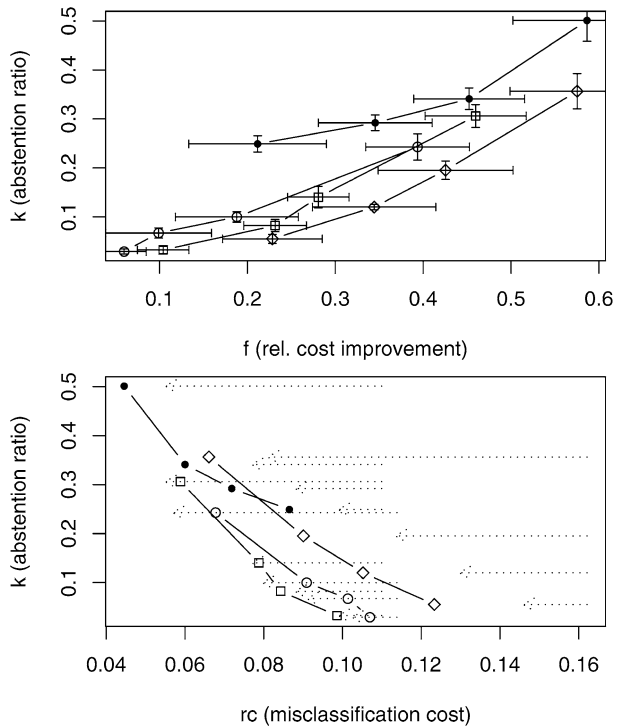 0.5
0.4
0.3
0.2
0.1
k (abstention ratio)
0.1 0.2 0.3 0.4 0.5 0.6
f (rel. cost improvement)
0.5
0.4
0.3
0.2
0.1
k (abstention ratio)
0.04 0.06 0.08 0.10 0.12 0.14 0.16
rc (misclassification cost)